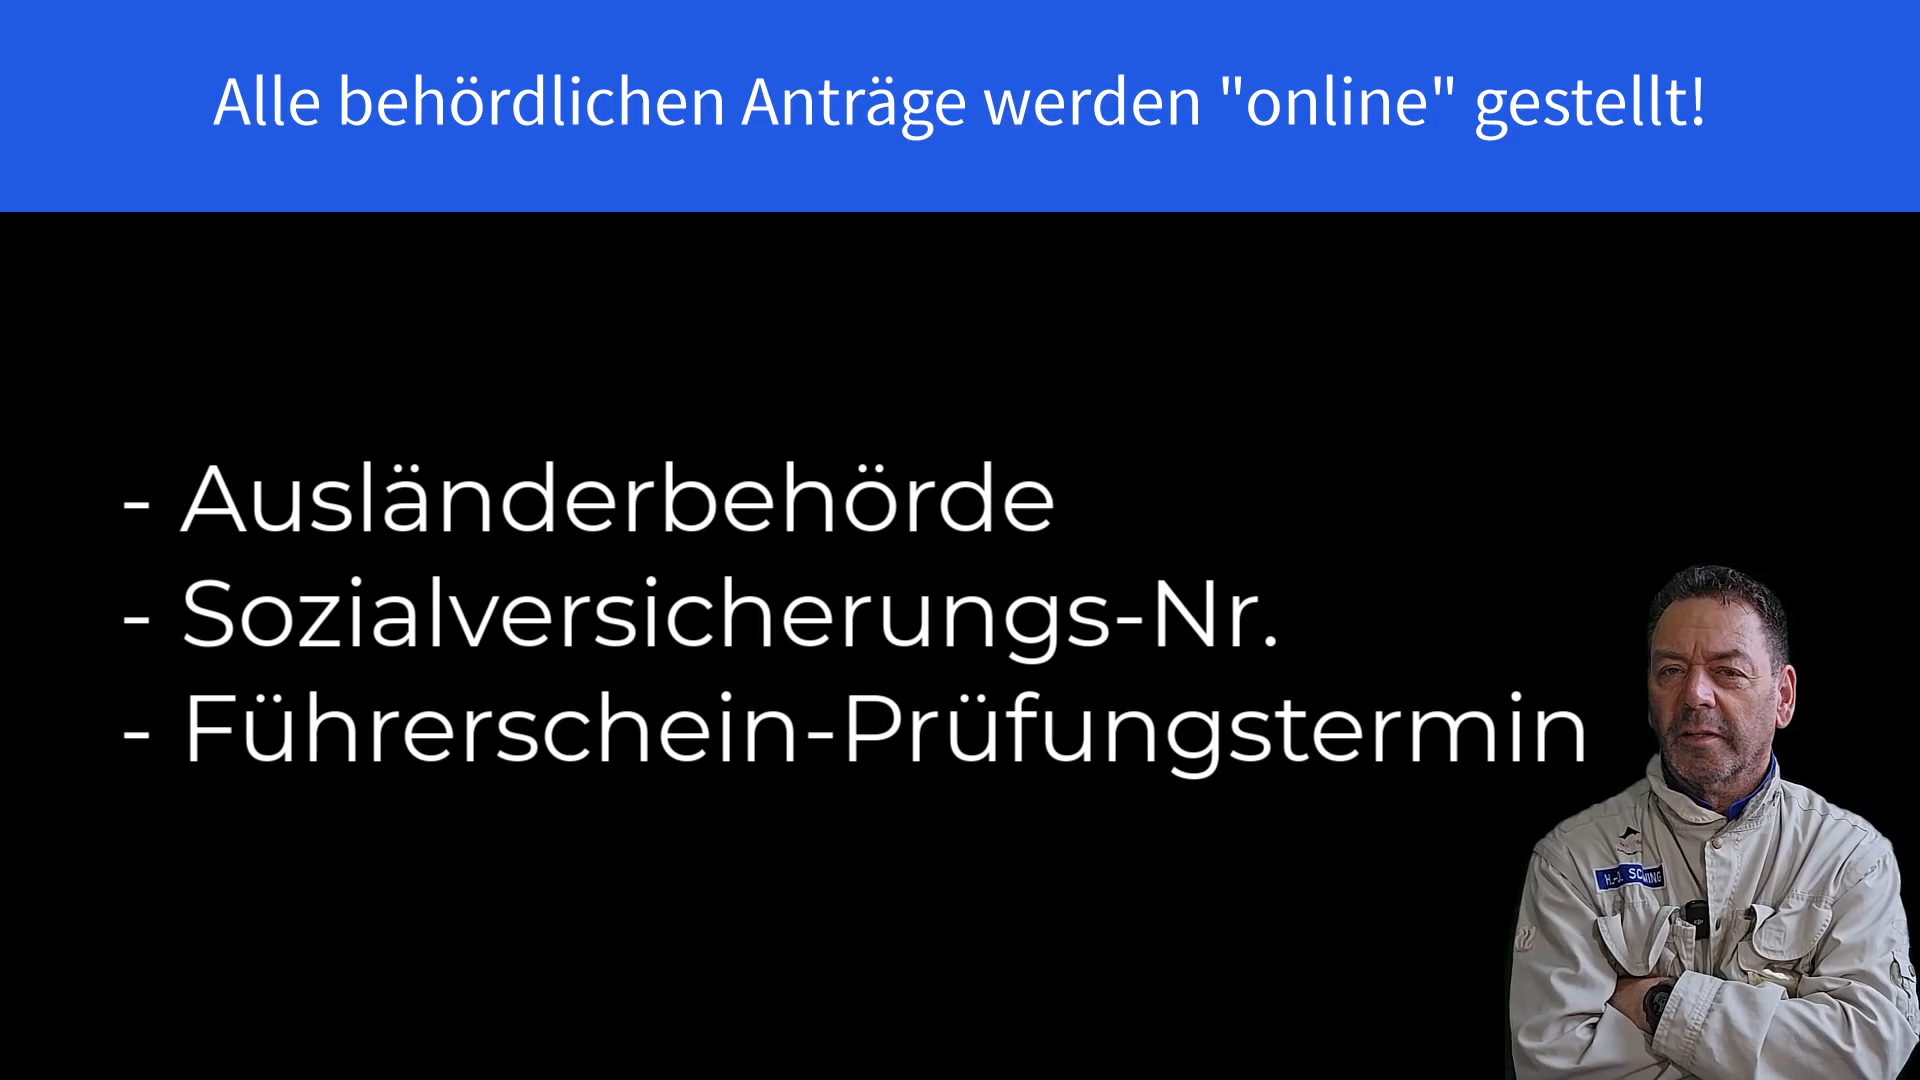 Alle behördlichen Anträge werden "online" gestellt!
- Ausländerbehörde
- Sozialversicherungs-Nr.
- Führerschein-Prüfungstermin
H.-J.